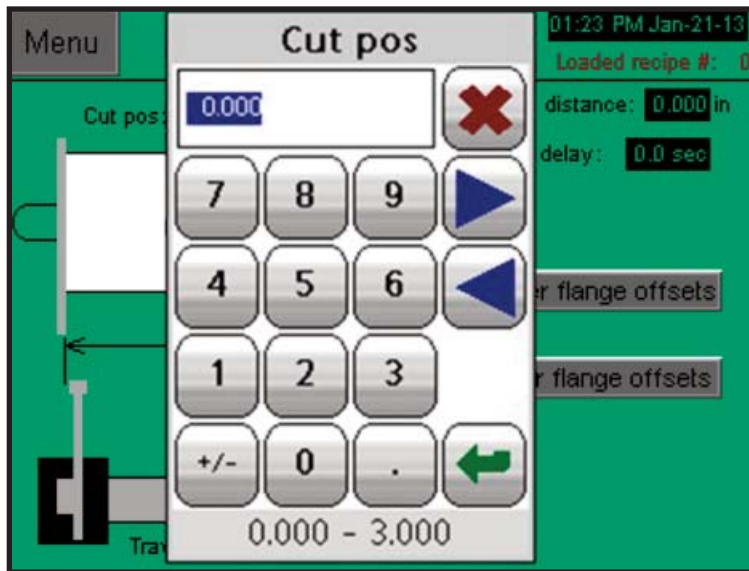 Menu
Cut pos
01:23 PM Jan-21-13
Loaded recipe #: 0
Cut pos:
0.000
distance: 0.000 in
delay: 0.0 sec
7 8 9
4 5 6
flange offsets
1 2 3
flange offsets
+/- 0 .
0.000 - 3.000